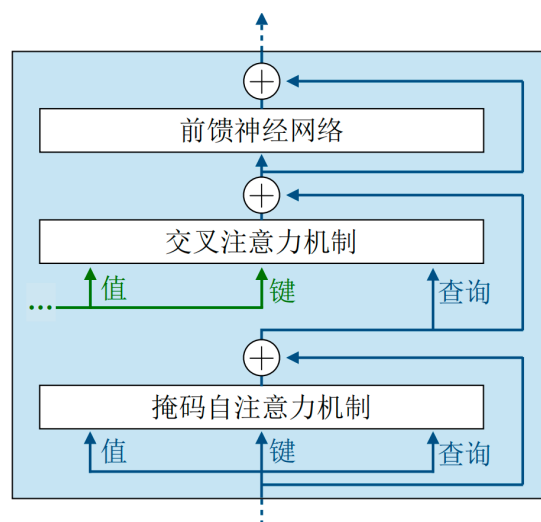 前馈神经网络
交叉注意力机制
... 值 键 查询
掩码自注意力机制
值 键 查询